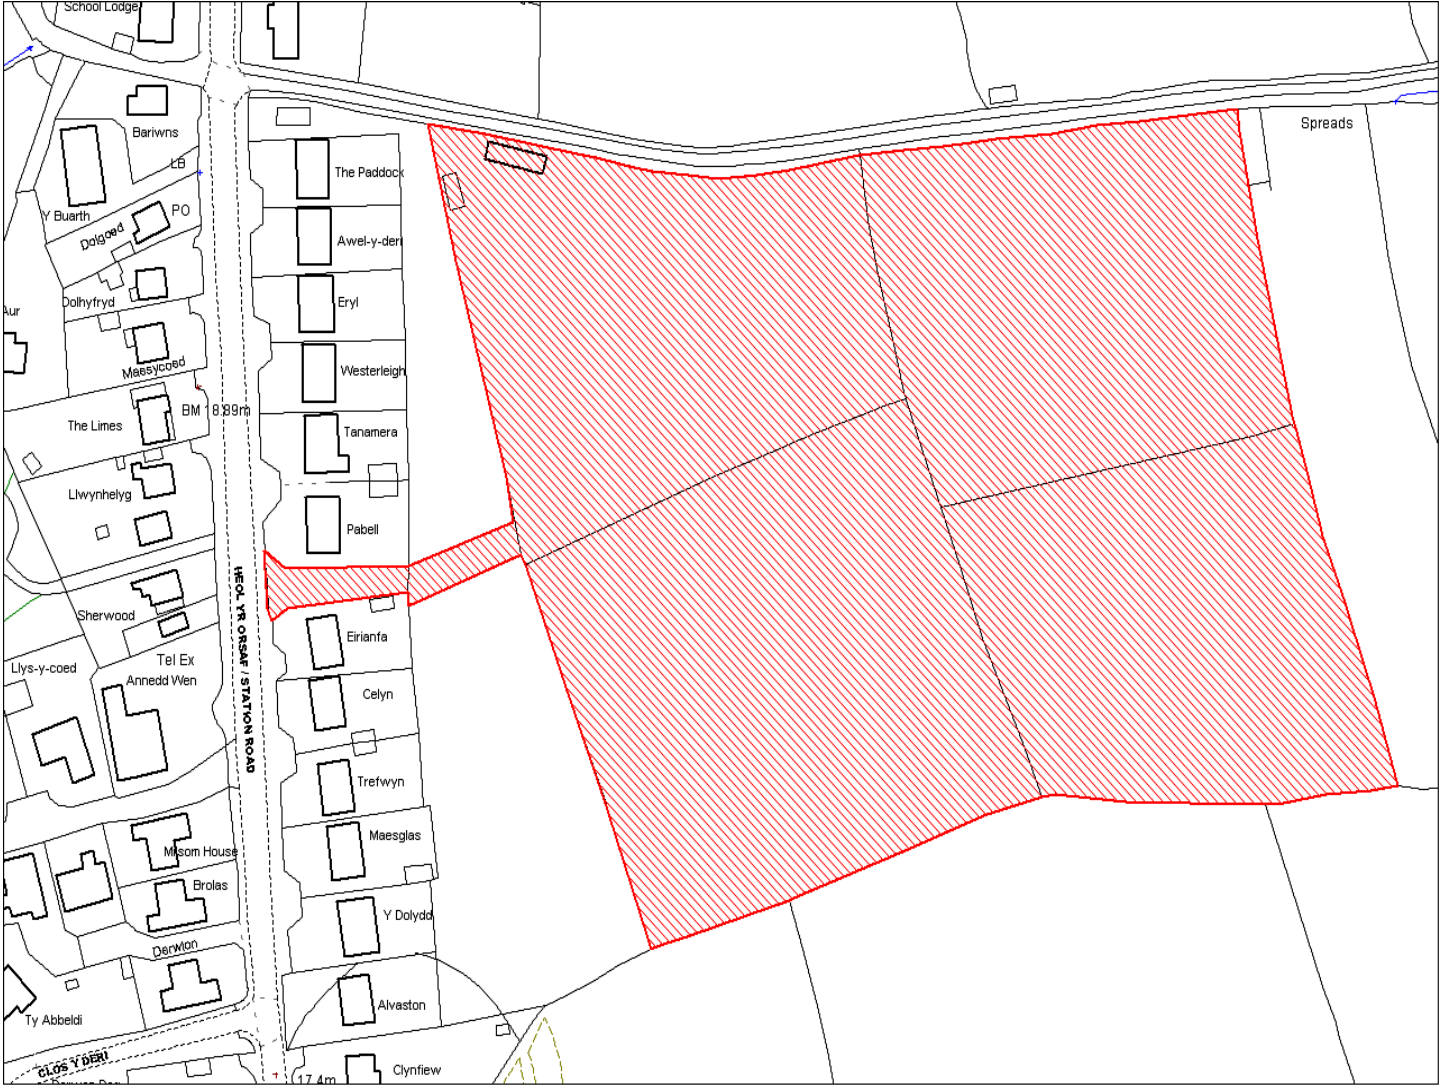 School Lodge
Bariwns
LB
The Paddock
Spreads
Y Buarth
PO
Dolgoed
Awel-y-deri
Dolhyfryd
Eryl
Aur
Maesycoed
Westerleigh
BM 18.89m
The Limes
Tanamera
Llwynhelyg
Pabell
HEOL YR ORSAF / STATION ROAD
Sherwood
Eirianfa
Tel Ex
Llys-y-coed
Annedd Wen
Celyn
Trefwyn
Maesglas
Misom House
Brolas
Y Dolydd
Derwlon
Alvaston
Ty Abbeldi
CLOS Y DERI
Clynfiew
17.4m